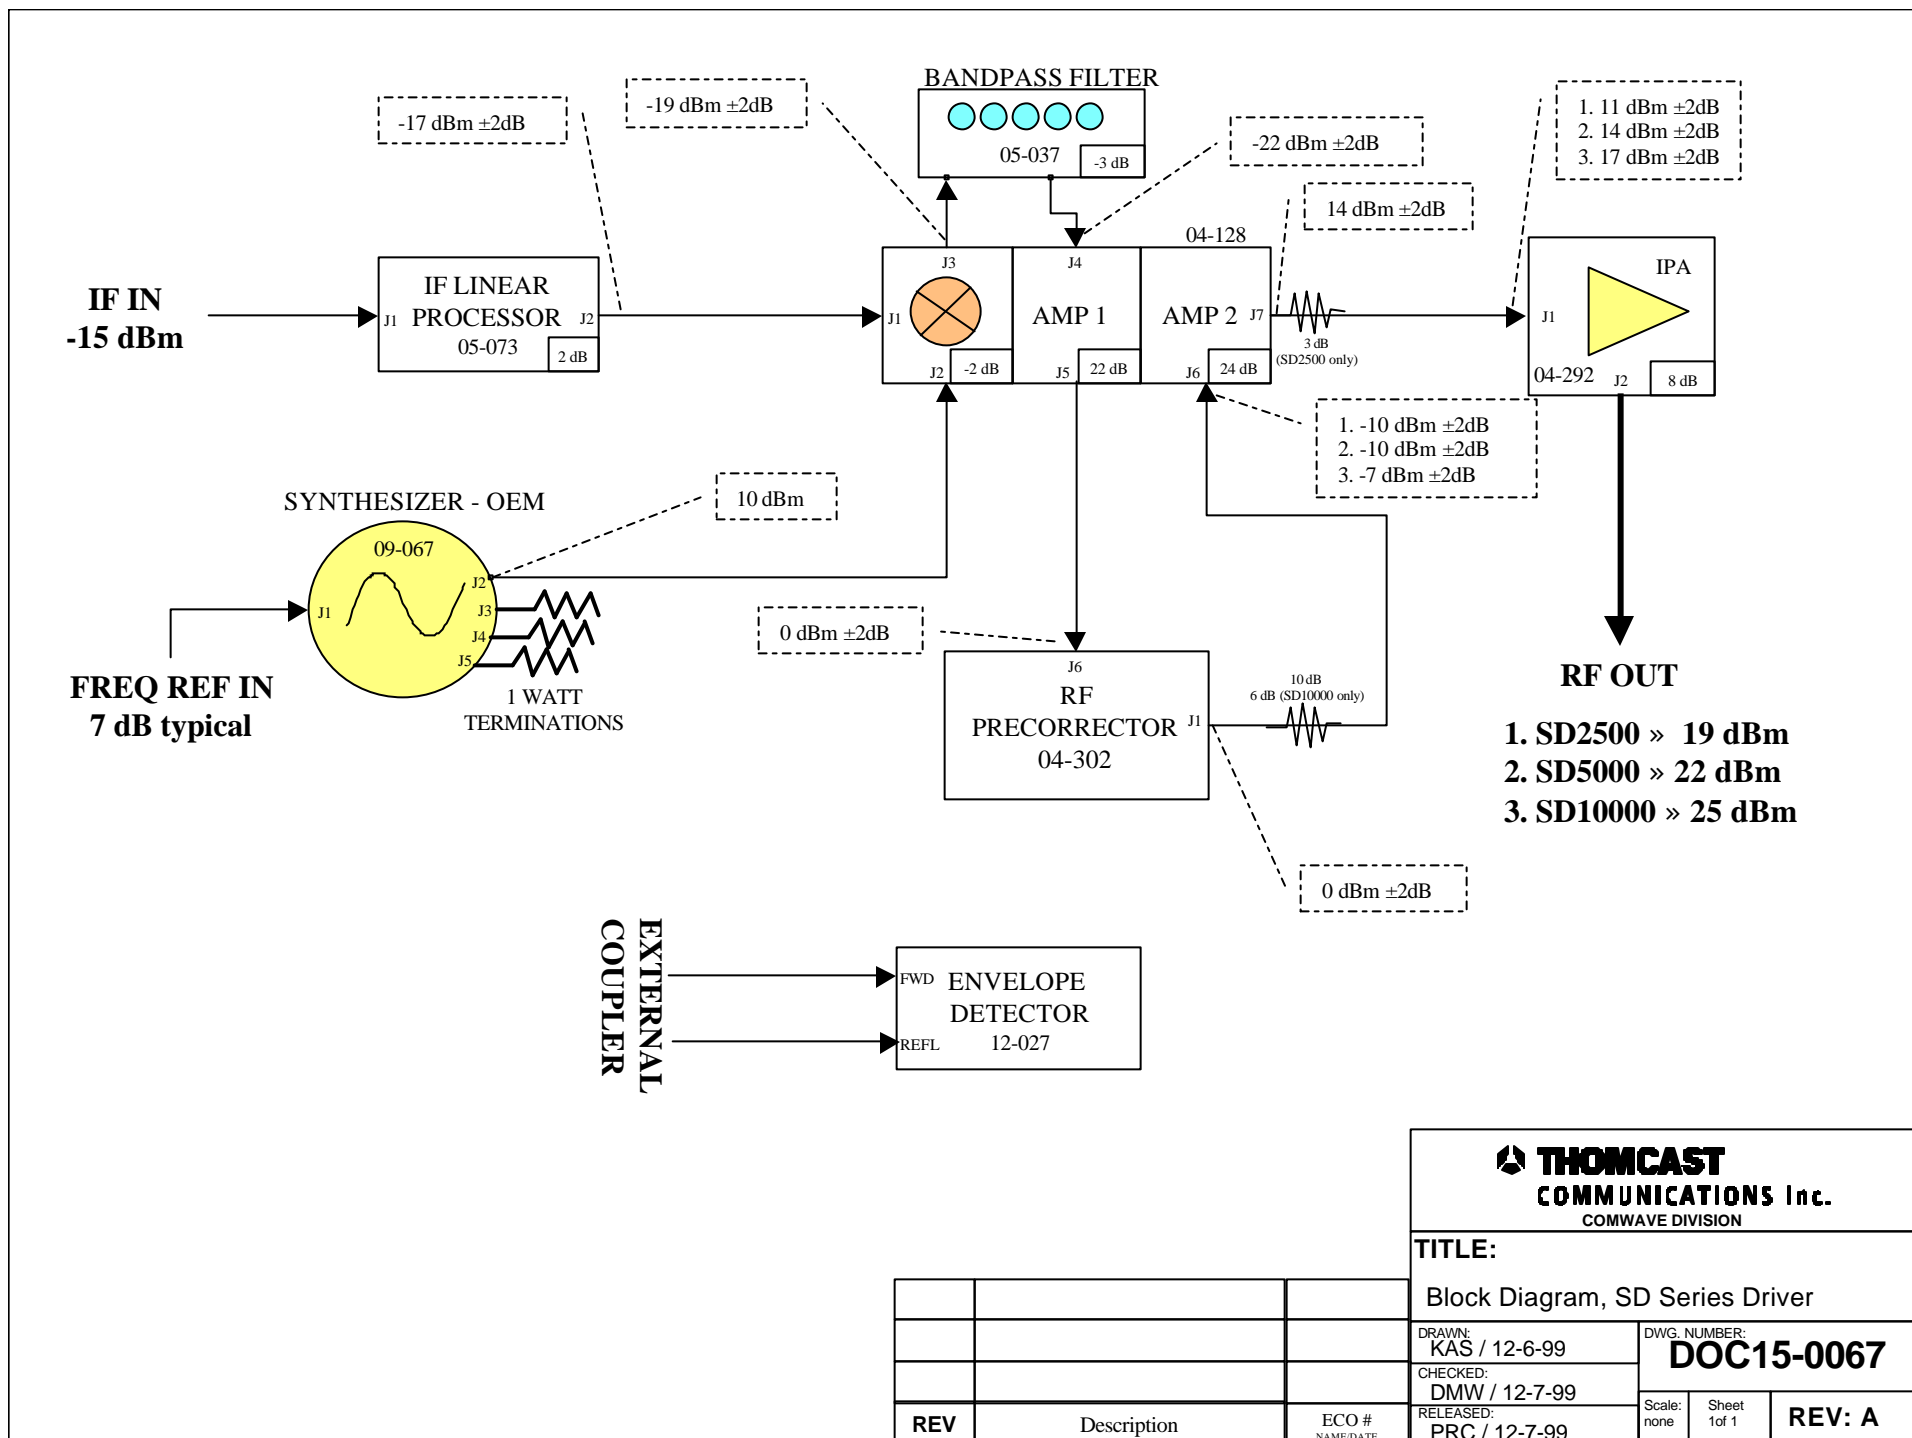 BANDPASS FILTER
05-037
-3 dB
-17 dBm ±2dB
-19 dBm ±2dB
-22 dBm ±2dB
14 dBm ±2dB
1. 11 dBm ±2dB
2. 14 dBm ±2dB
3. 17 dBm ±2dB
IF IN
-15 dBm
J1
IF LINEAR
PROCESSOR
05-073
J2
2 dB
J3
J1
J2
-2 dB
J4
AMP 1
J5
22 dB
04-128
AMP 2
J7
J6
24 dB
3 dB
(SD2500 only)
IPA
J1
04-292
J2
8 dB
1. -10 dBm ±2dB
2. -10 dBm ±2dB
3. -7 dBm ±2dB
10 dBm
SYNTHESIZER - OEM
09-067
J1
J2
J3
J4
J5
1 WATT
TERMINATIONS
FREQ REF IN
7 dB typical
0 dBm ±2dB
J6
RF
PRECORRECTOR
04-302
J1
10 dB
6 dB (SD10000 only)
0 dBm ±2dB
RF OUT
1. SD2500 » 19 dBm
2. SD5000 » 22 dBm
3. SD10000 » 25 dBm
EXTERNAL
COUPLER
FWD
REFL
ENVELOPE
DETECTOR
12-027
THOMCAST
COMMUNICATIONS Inc.
COMWAVE DIVISION
TITLE:
Block Diagram, SD Series Driver
DRAWN:
KAS / 12-6-99
DWG. NUMBER:
DOC15-0067
CHECKED:
DMW / 12-7-99
RELEASED:
PRC / 12-7-99
Scale:
none
Sheet
1of 1
REV: A
REV
Description
ECO #
NAME/DATE